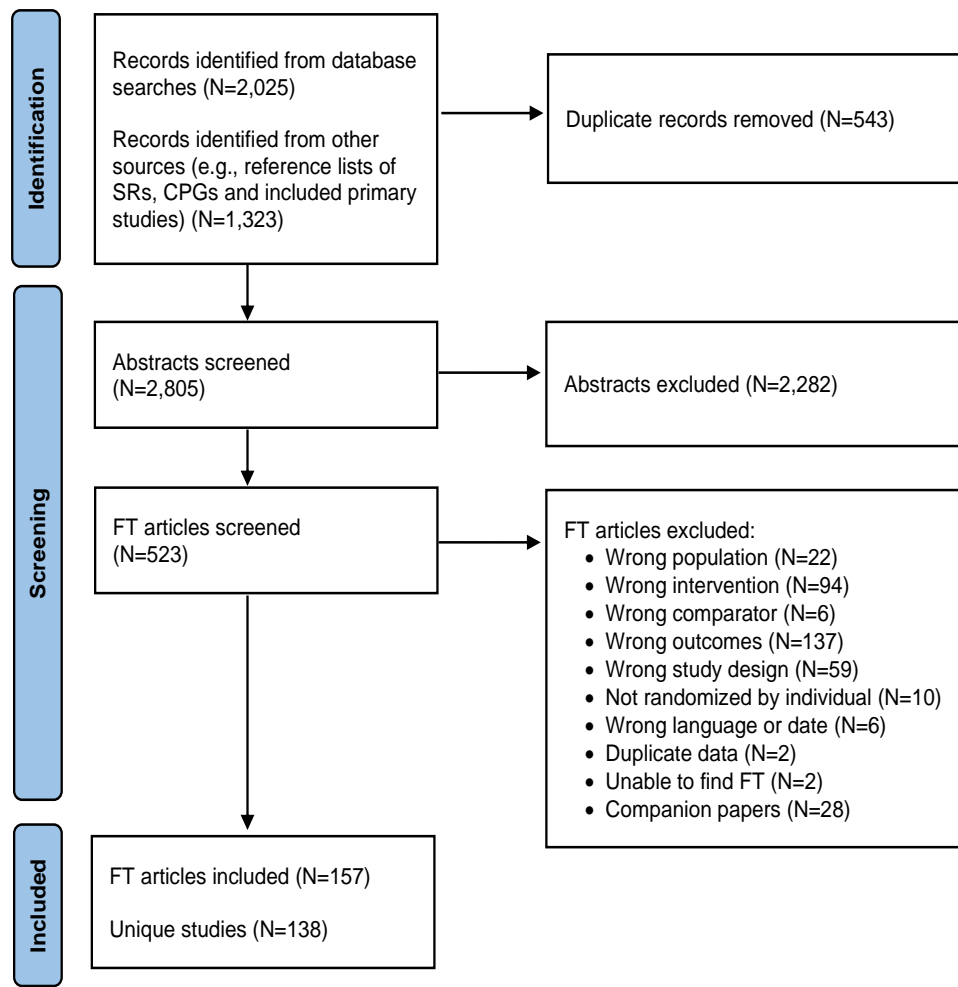 Identification
Records identified from database
searches (N=2,025)
Records identified from other
sources (e.g., reference lists of
SRs, CPGs and included primary
studies) (N=1,323)
Duplicate records removed (N=543)
Screening
Abstracts screened
(N=2,805)
Abstracts excluded (N=2,282)
FT articles screened
(N=523)
FT articles excluded:
• Wrong population (N=22)
• Wrong intervention (N=94)
• Wrong comparator (N=6)
• Wrong outcomes (N=137)
• Wrong study design (N=59)
• Not randomized by individual (N=10)
• Wrong language or date (N=6)
• Duplicate data (N=2)
• Unable to find FT (N=2)
• Companion papers (N=28)
Included
FT articles included (N=157)
Unique studies (N=138)